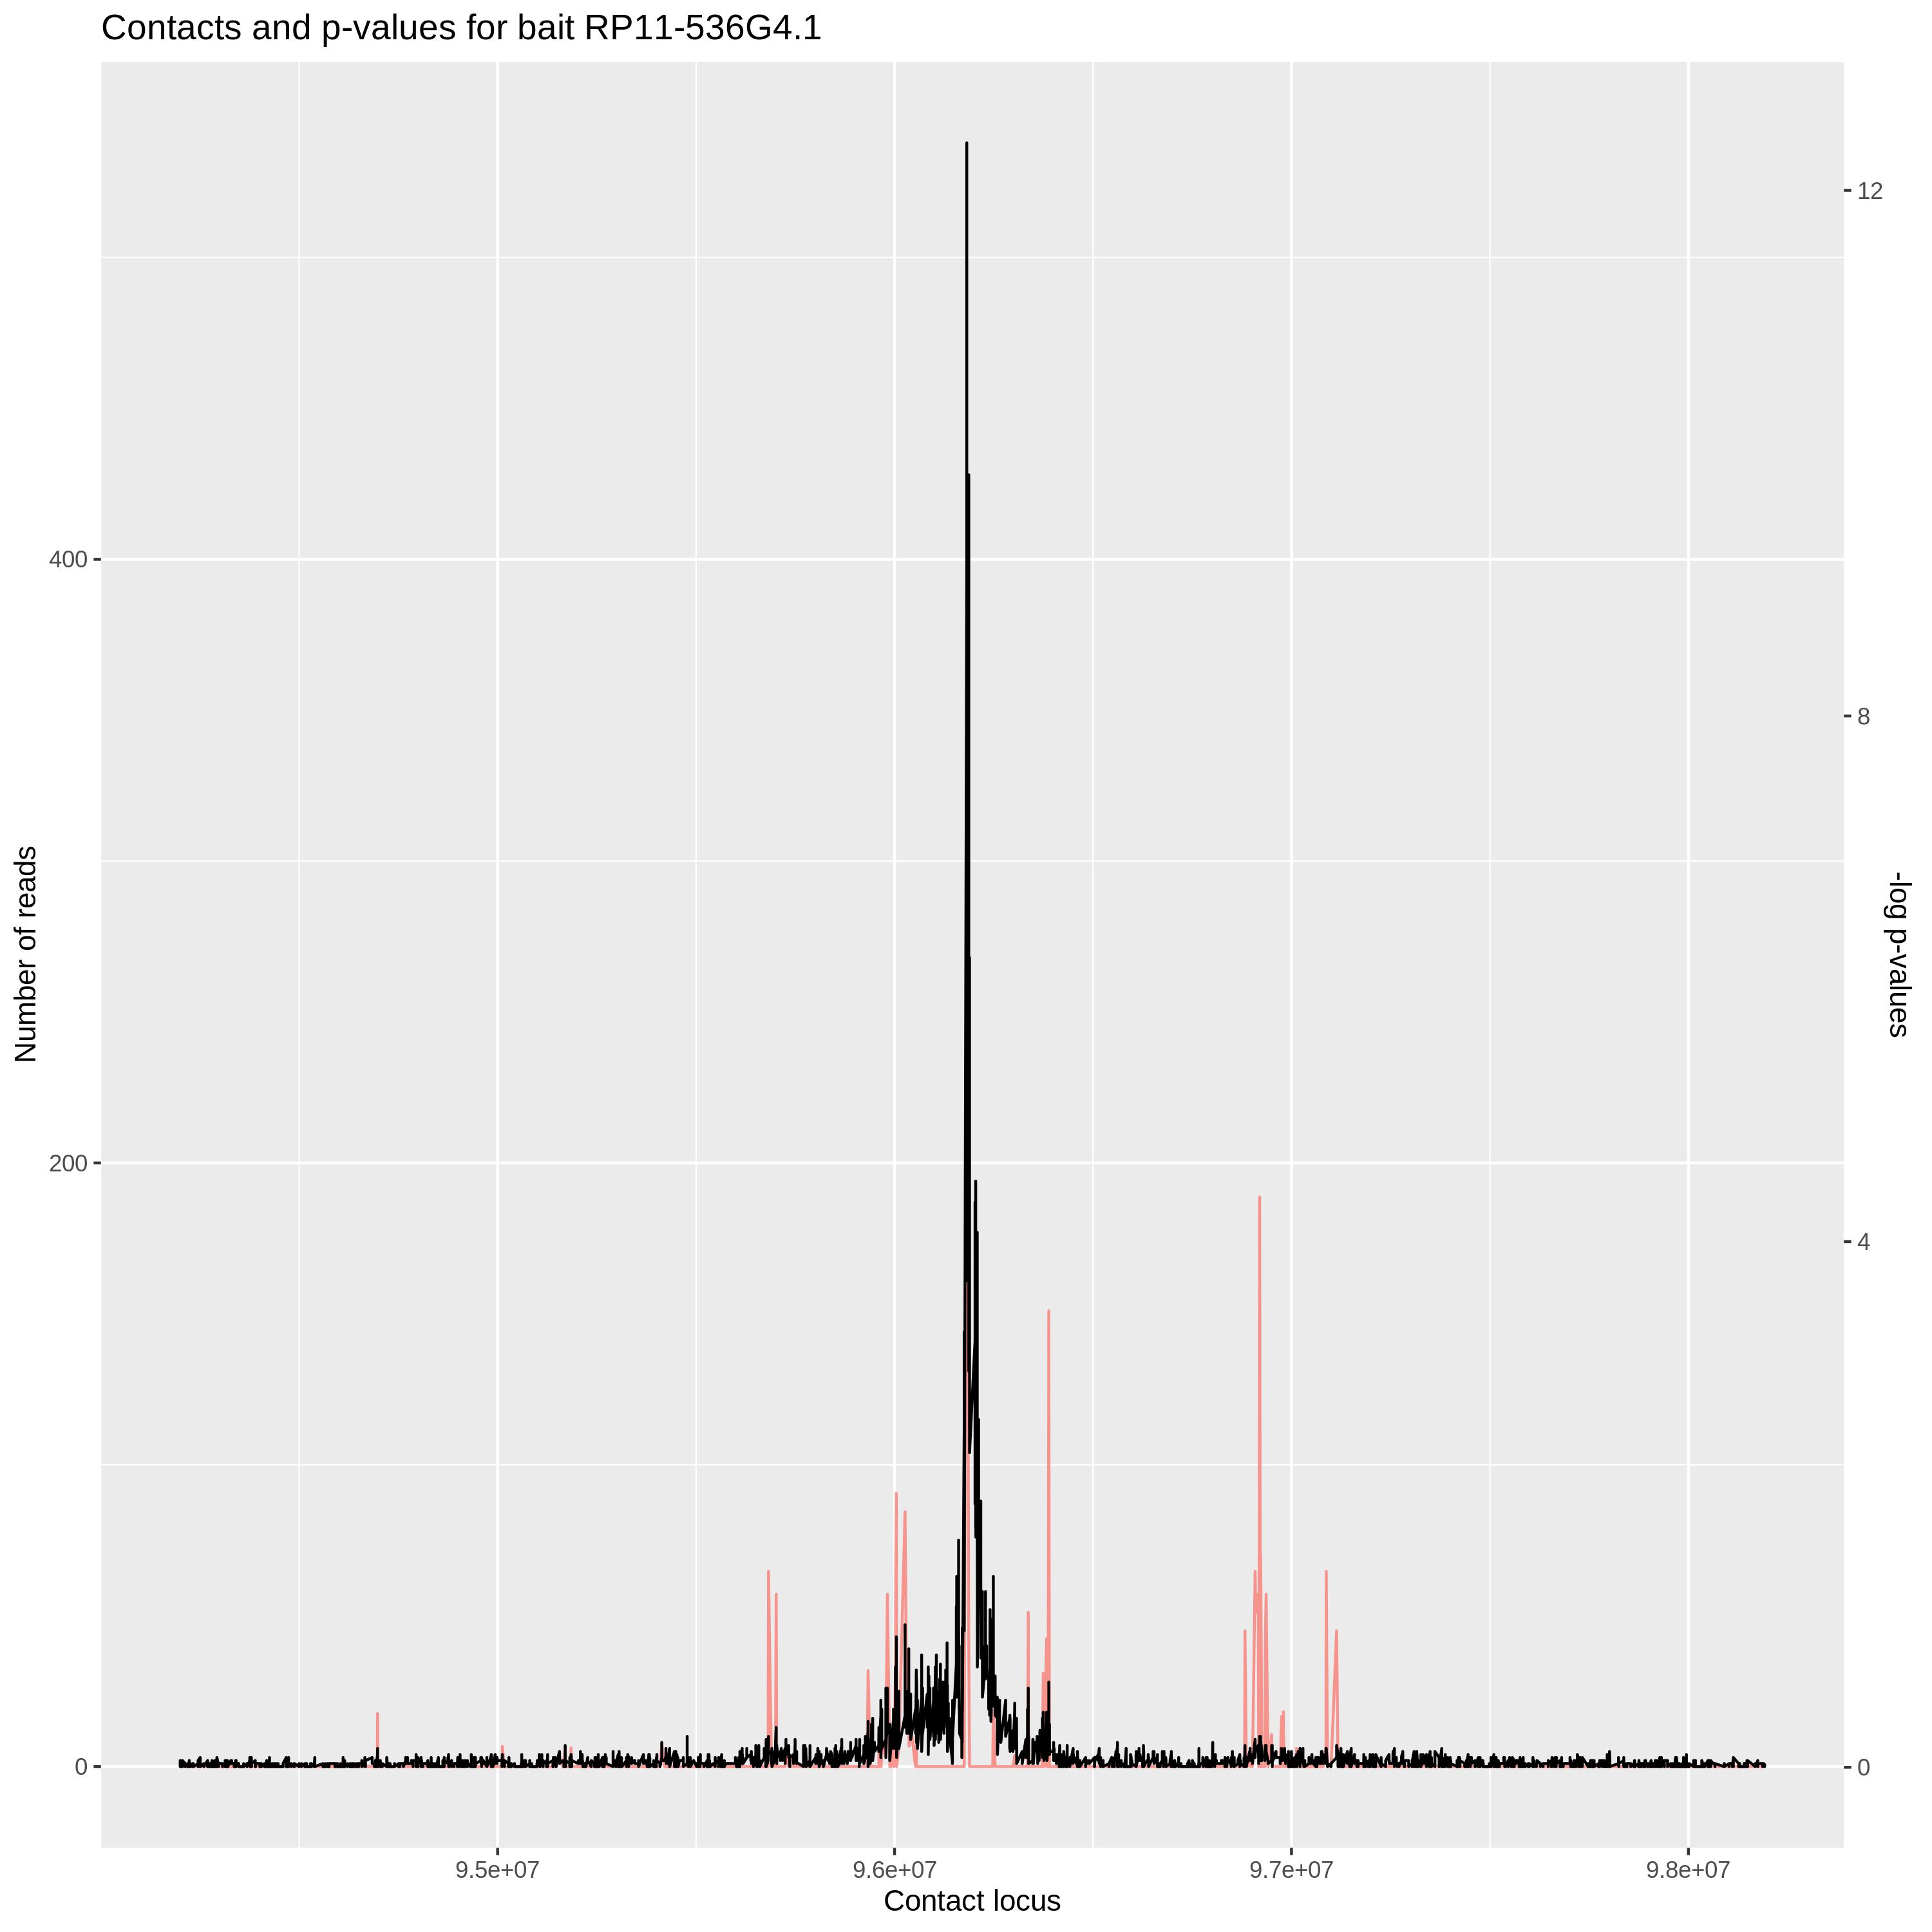 Contacts and p-values for bait RP11-536G4.1
12
400
8
Number of reads
-log p-values
200
4
0
0
9.5e+07 9.6e+07 9.7e+07 9.8e+07
Contact locus